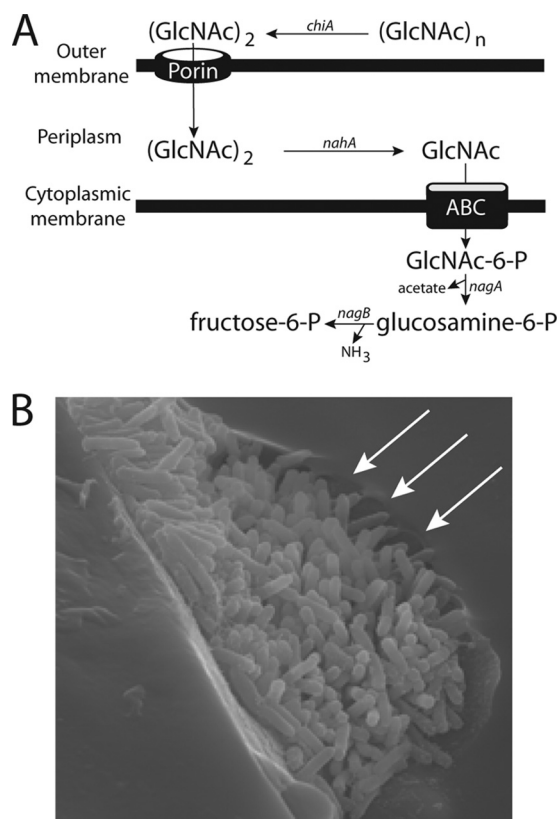 A
(GlcNAc)2 chiA (GlcNAc)n
Outer
membrane
Porin
Periplasm
(GlcNAc)2 nahA GlcNAc
Cytoplasmic
membrane
ABC
GlcNAc-6-P
acetate nagA
fructose-6-P nagB glucosamine-6-P
NH3
B